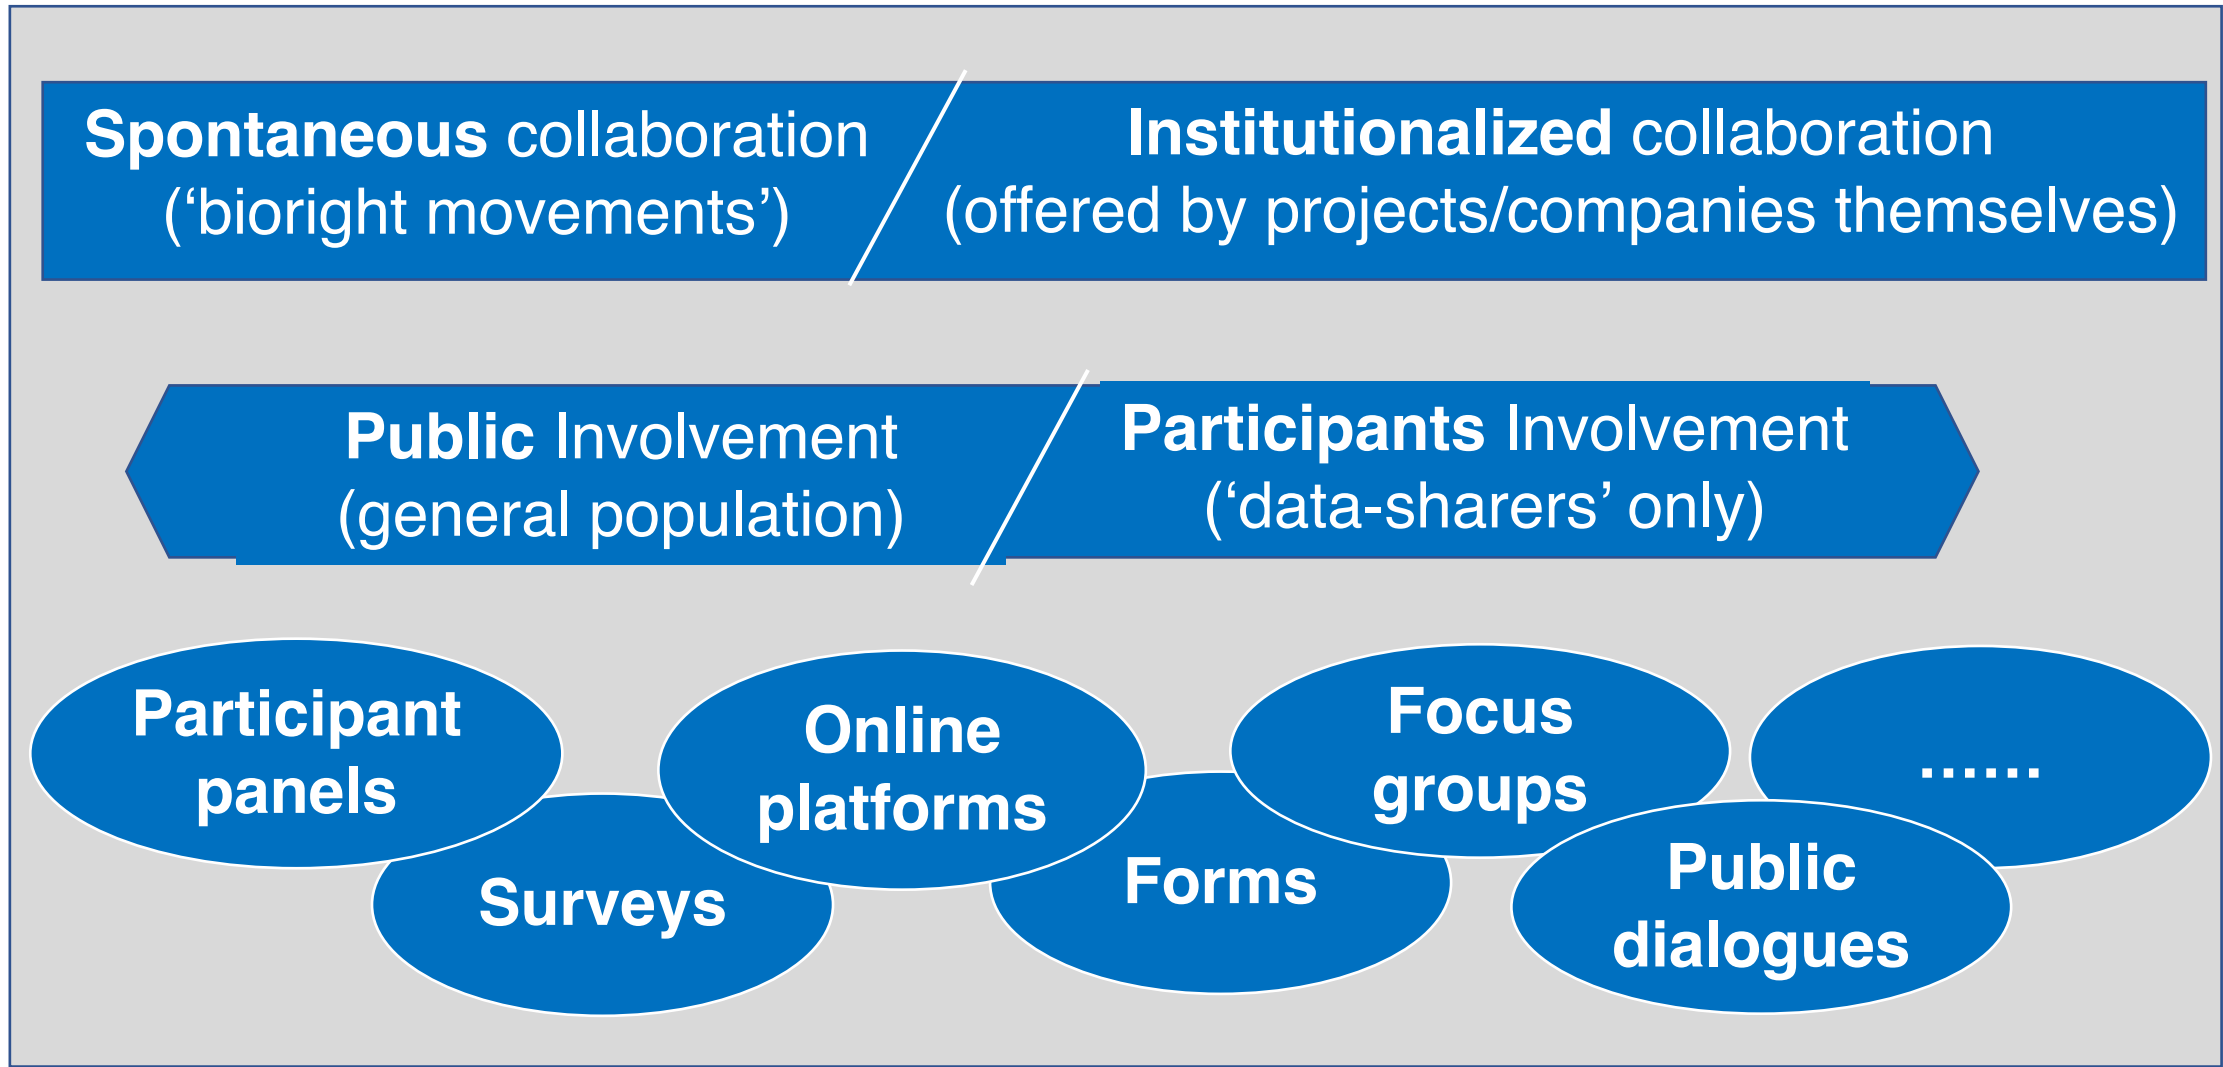 Spontaneous collaboration
(‘bioright movements’)
Institutionalized collaboration
(offered by projects/companies themselves)
Public Involvement
(general population)
Participants Involvement
(‘data-sharers’ only)
Participant
panels
Surveys
Online
platforms
Forms
Focus
groups
Public
dialogues
......